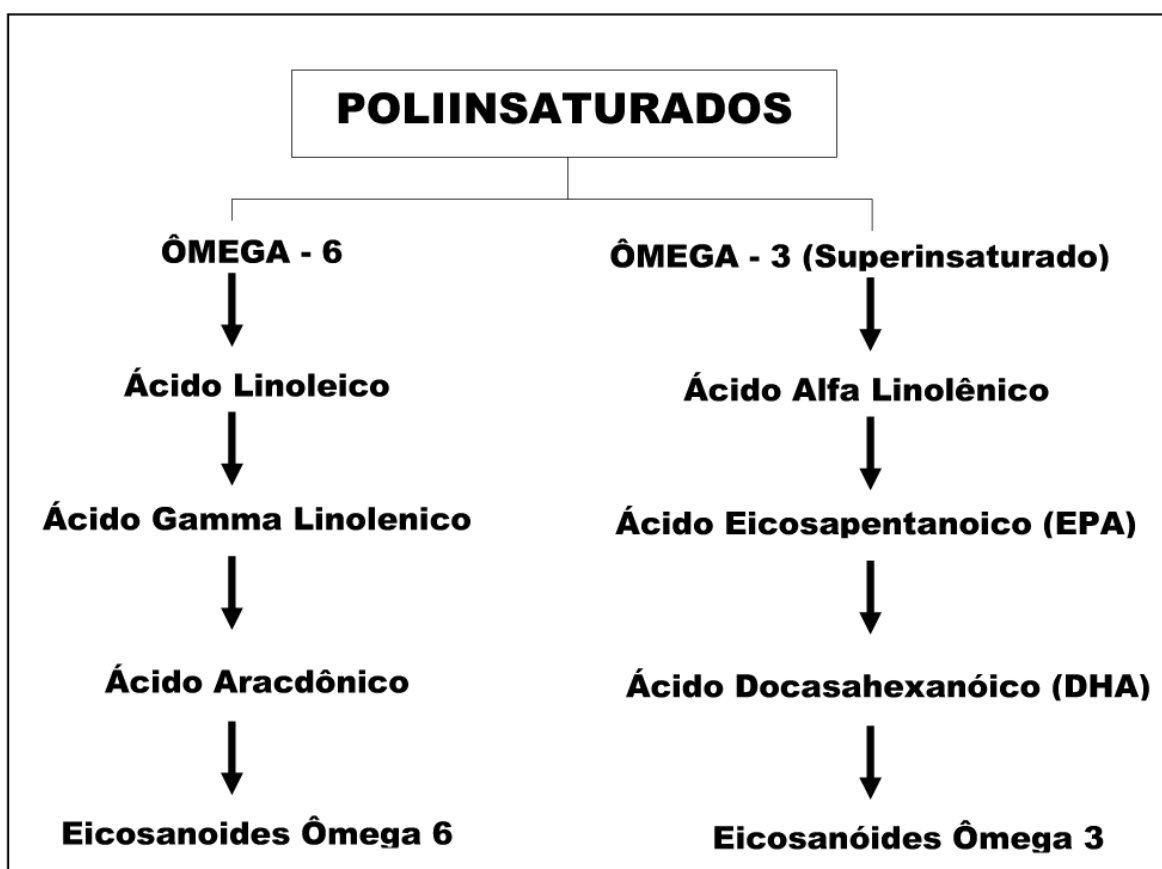 POLIINSATURADOS
ÔMEGA - 6
ÔMEGA - 3 (Superinsaturado)
Ácido Linoleico
Ácido Alfa Linolênico
Ácido Gamma Linolenico
Ácido Eicosapentanoico (EPA)
Ácido Aracdônico
Ácido Docasahexanóico (DHA)
Eicosanoides Ômega 6
Eicosanóides Ômega 3